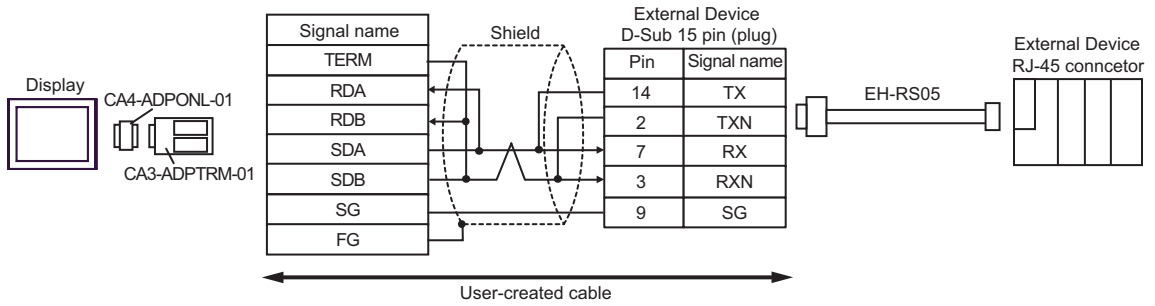 Display
CA4-ADPONL-01
CA3-ADPTRM-01
Signal name
TERM
RDA
RDB
SDA
SDB
SG
FG
Shield
External Device
D-Sub 15 pin (plug)
Pin Signal name
14 TX
2 TXN
7 RX
3 RXN
9 SG
EH-RS05
External Device
RJ-45 conncetor
User-created cable